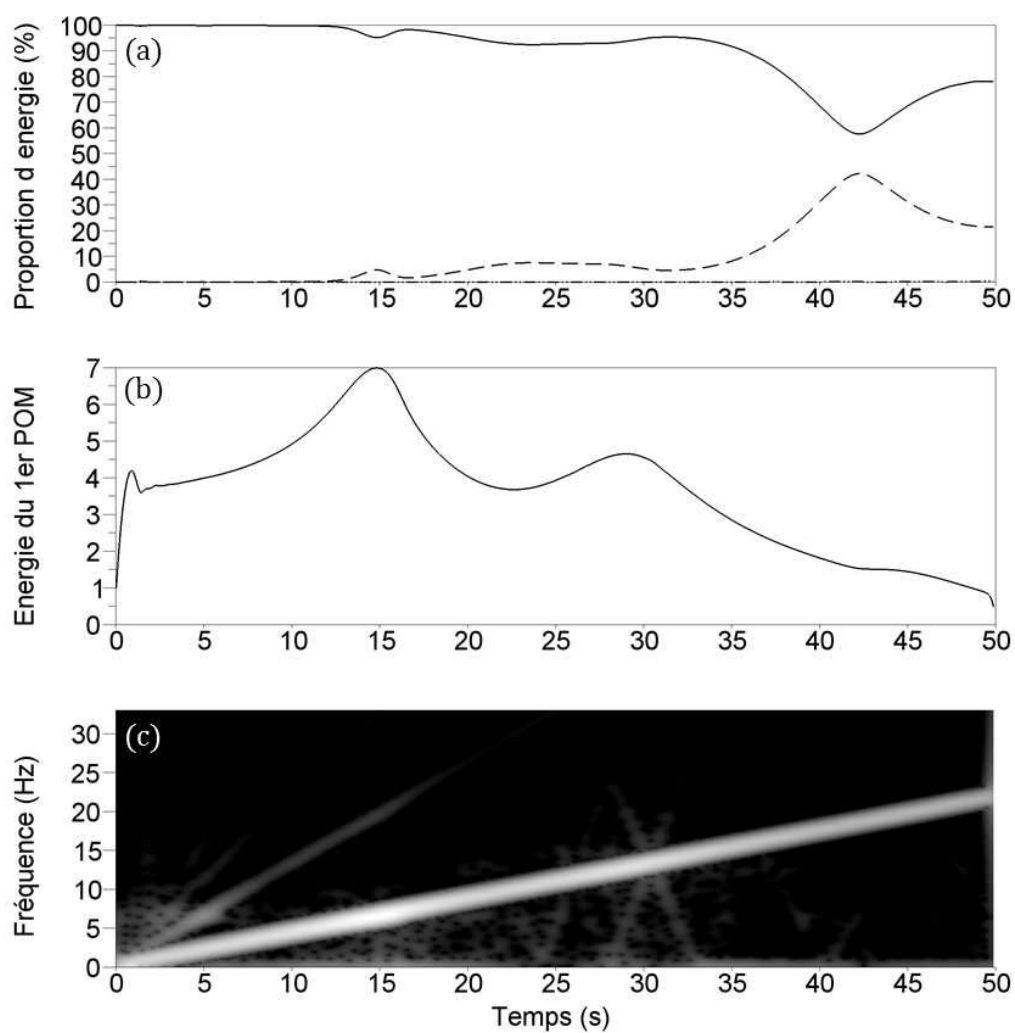 (a)
Proportion d energie (%)
100
90
80
70
60
50
40
30
20
10
0
0 5 10 15 20 25 30 35 40 45 50
(b)
Energie du 1er POM
7
6
5
4
3
2
1
0
0 5 10 15 20 25 30 35 40 45 50
(c)
Fréquence (Hz)
30
25
20
15
10
5
0
0 5 10 15 20 25 30 35 40 45 50
Temps (s)